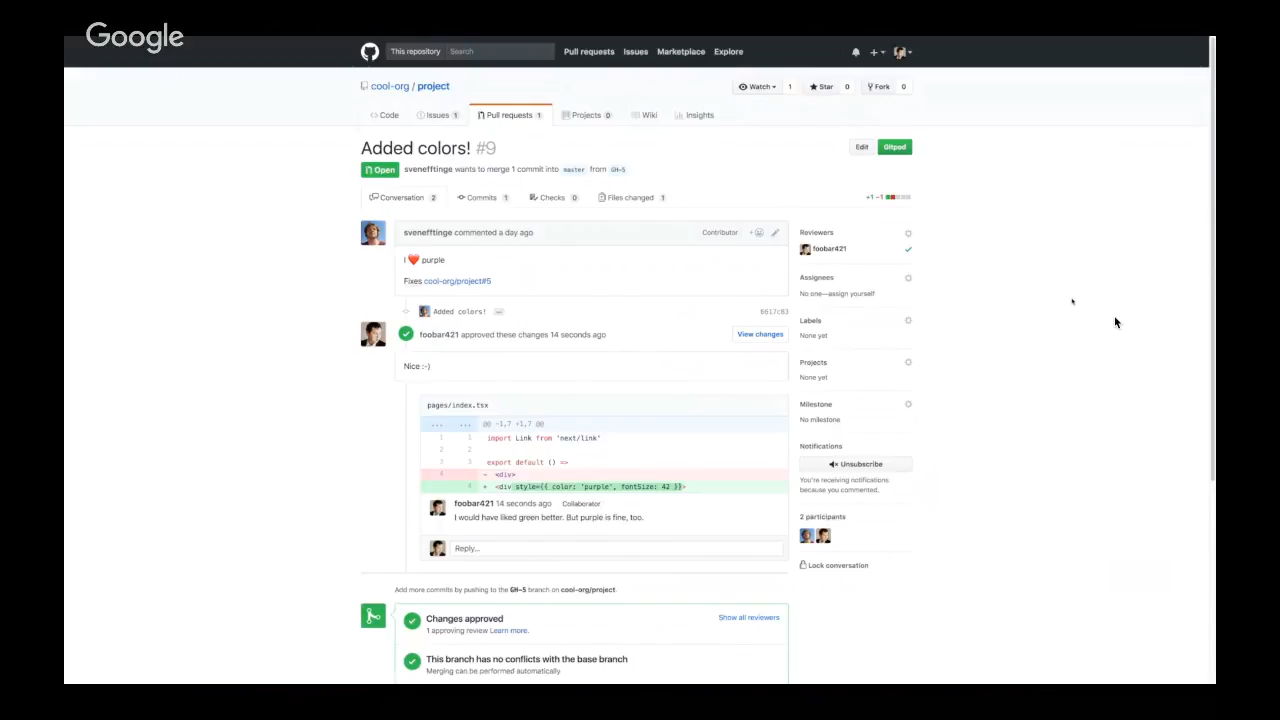 Google
This repository Search Pull requests Issues Marketplace Explore
cool-org / project
Watch 1 Star 0 Fork 0
Code Issues 1 Pull requests 1 Projects 0 Wiki Insights
Added colors! #9
Edit Gitpod
Open svenefftinge wants to merge 1 commit into master from GH-5
Conversation 2 Commits 1 Checks 0 Files changed 1
+1 −1
svenefftinge commented a day ago Contributor
I ❤️ purple
Fixes cool-org/project#5
Added colors! … 6617c83
foobar421 approved these changes 14 seconds ago View changes
Nice :-)
pages/index.tsx
... ... @@ -1,7 +1,7 @@
1 1 import Link from 'next/link'
2 2
3 3 export default () =>
4 - <div>
4 + <div style={{ color: 'purple', fontSize: 42 }}>
foobar421 14 seconds ago Collaborator
I would have liked green better. But purple is fine, too.
Reply...
Add more commits by pushing to the GH-5 branch on cool-org/project.
Changes approved
1 approving review Learn more.
Show all reviewers
This branch has no conflicts with the base branch
Merging can be performed automatically.
Reviewers
foobar421
Assignees
No one—assign yourself
Labels
None yet
Projects
None yet
Milestone
No milestone
Notifications
Unsubscribe
You're receiving notifications
because you commented.
2 participants
Lock conversation